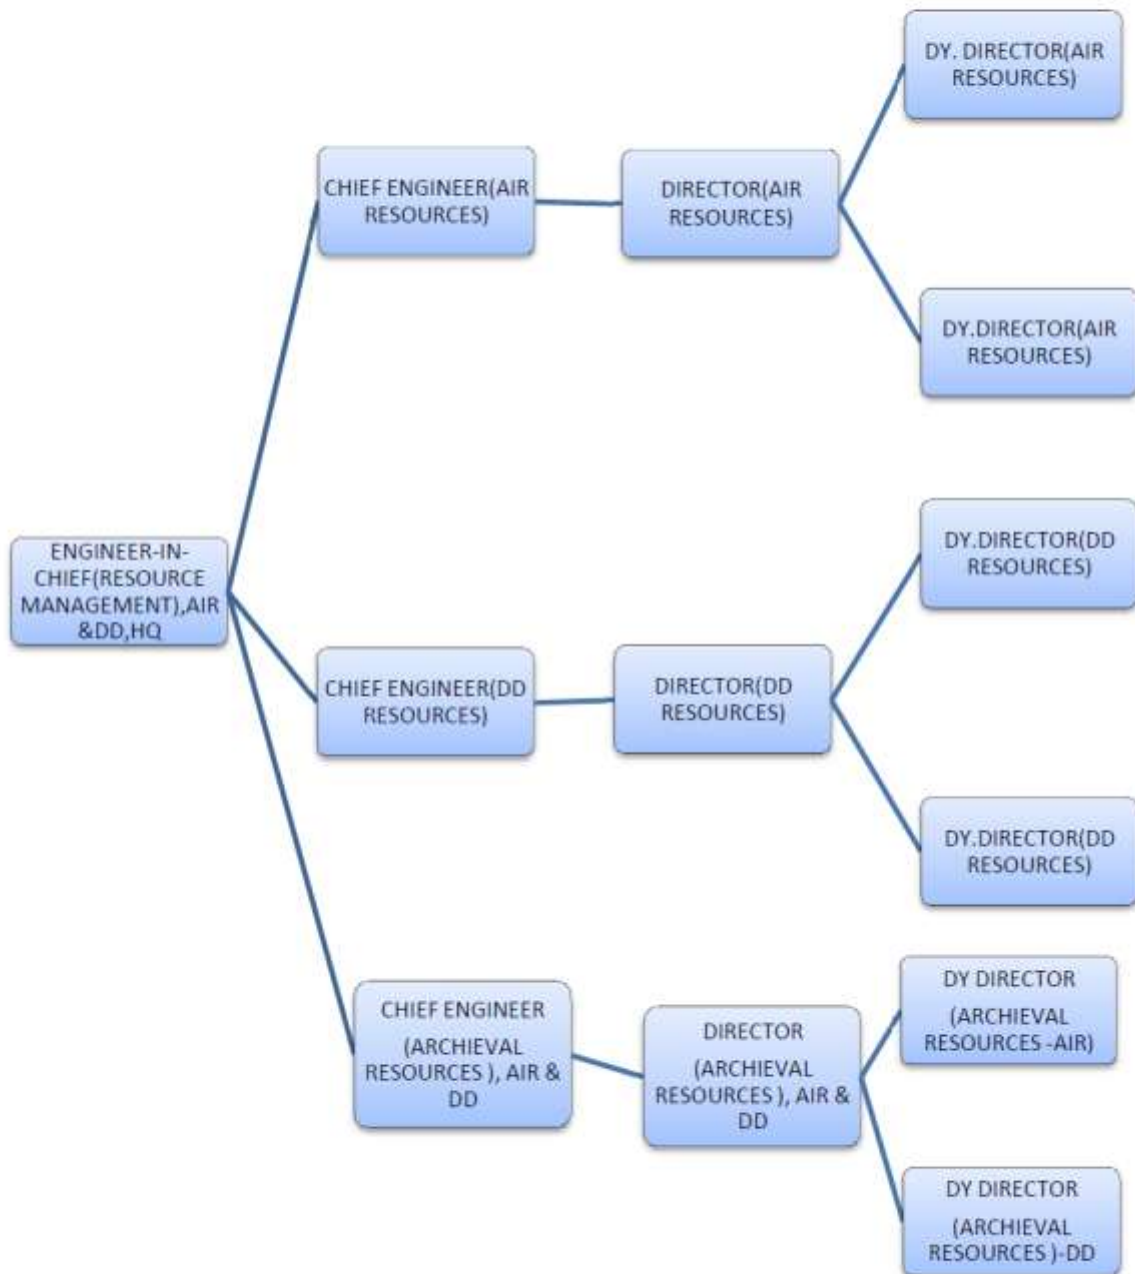 DY. DIRECTOR(AIR
RESOURCES)
CHIEF ENGINEER(AIR
RESOURCES)
DIRECTOR(AIR
RESOURCES)
DY.DIRECTOR(AIR
RESOURCES)
ENGINEER-IN-
CHIEF(RESOURCE
MANAGEMENT),AIR
&DD,HQ
DY.DIRECTOR(DD
RESOURCES)
CHIEF ENGINEER(DD
RESOURCES)
DIRECTOR(DD
RESOURCES)
DY.DIRECTOR(DD
RESOURCES)
CHIEF ENGINEER
(ARCHIEVAL
RESOURCES ), AIR &
DD
DIRECTOR
(ARCHIEVAL
RESOURCES ), AIR &
DD
DY DIRECTOR
(ARCHIEVAL
RESOURCES -AIR)
DY DIRECTOR
(ARCHIEVAL
RESOURCES )-DD